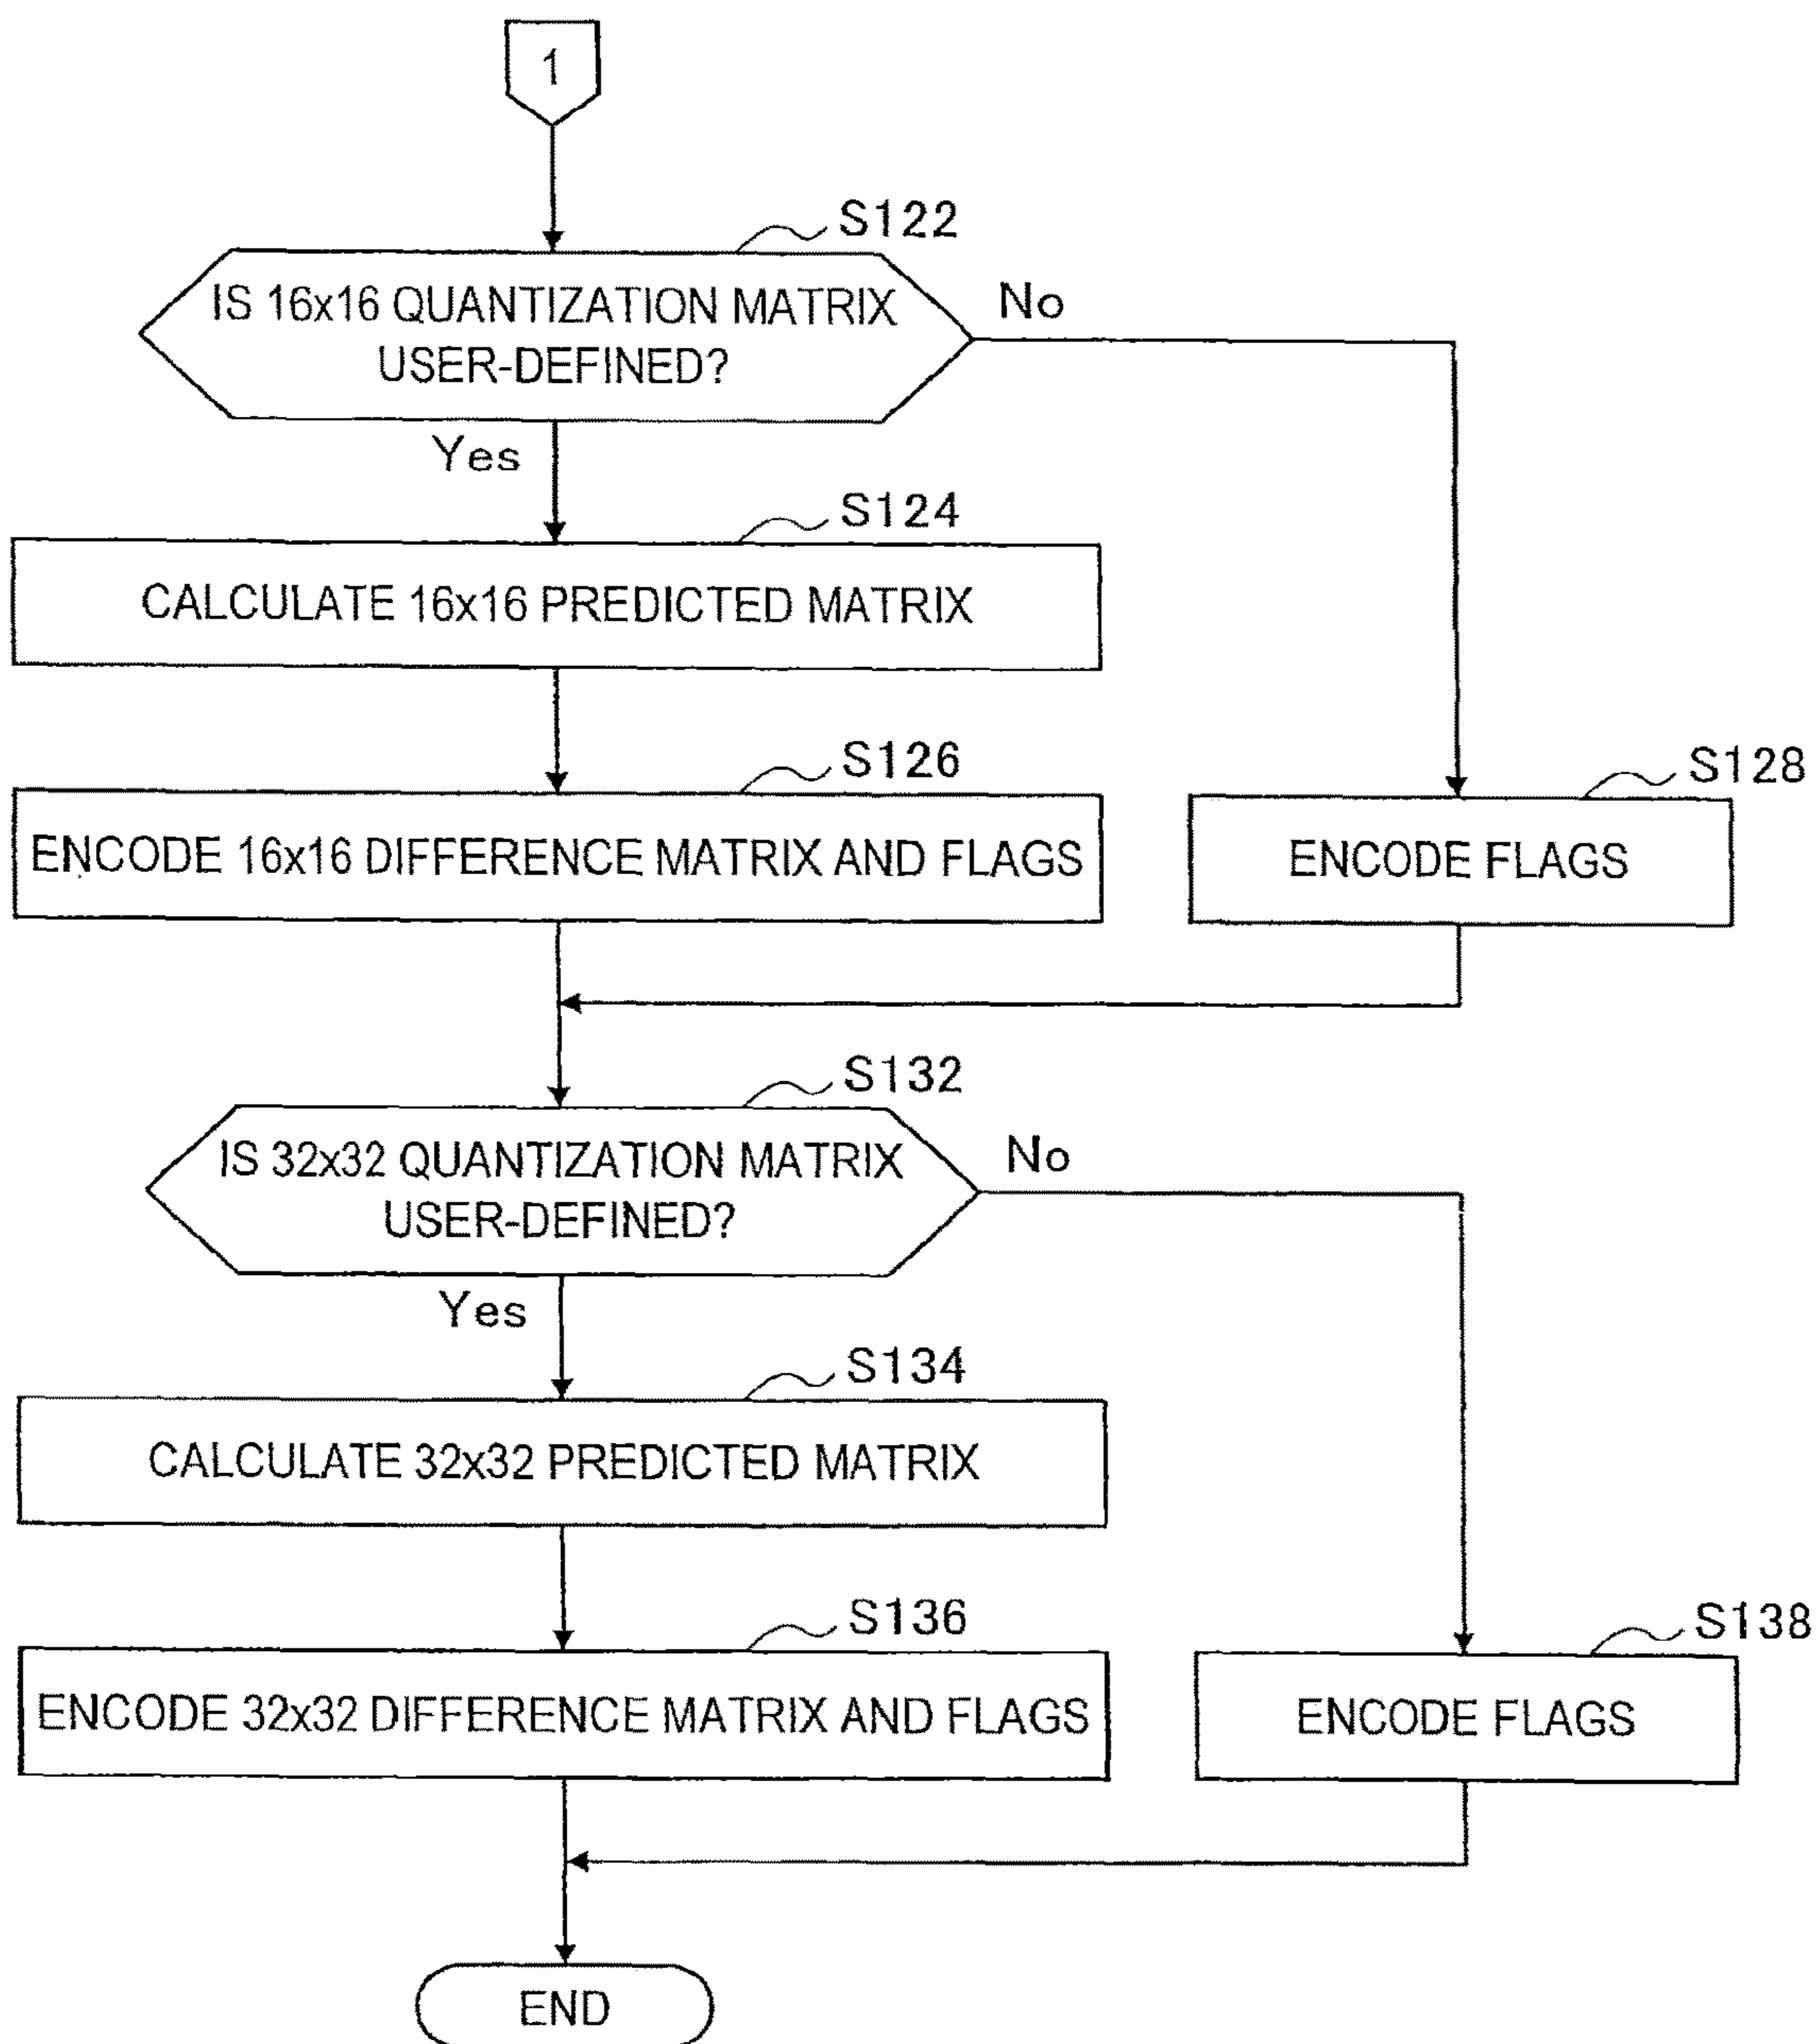 1
S122
IS 16x16 QUANTIZATION MATRIX
USER-DEFINED?
No
Yes
S124
CALCULATE 16x16 PREDICTED MATRIX
S126
ENCODE 16x16 DIFFERENCE MATRIX AND FLAGS
S128
ENCODE FLAGS
S132
IS 32x32 QUANTIZATION MATRIX
USER-DEFINED?
No
Yes
S134
CALCULATE 32x32 PREDICTED MATRIX
S136
ENCODE 32x32 DIFFERENCE MATRIX AND FLAGS
S138
ENCODE FLAGS
END